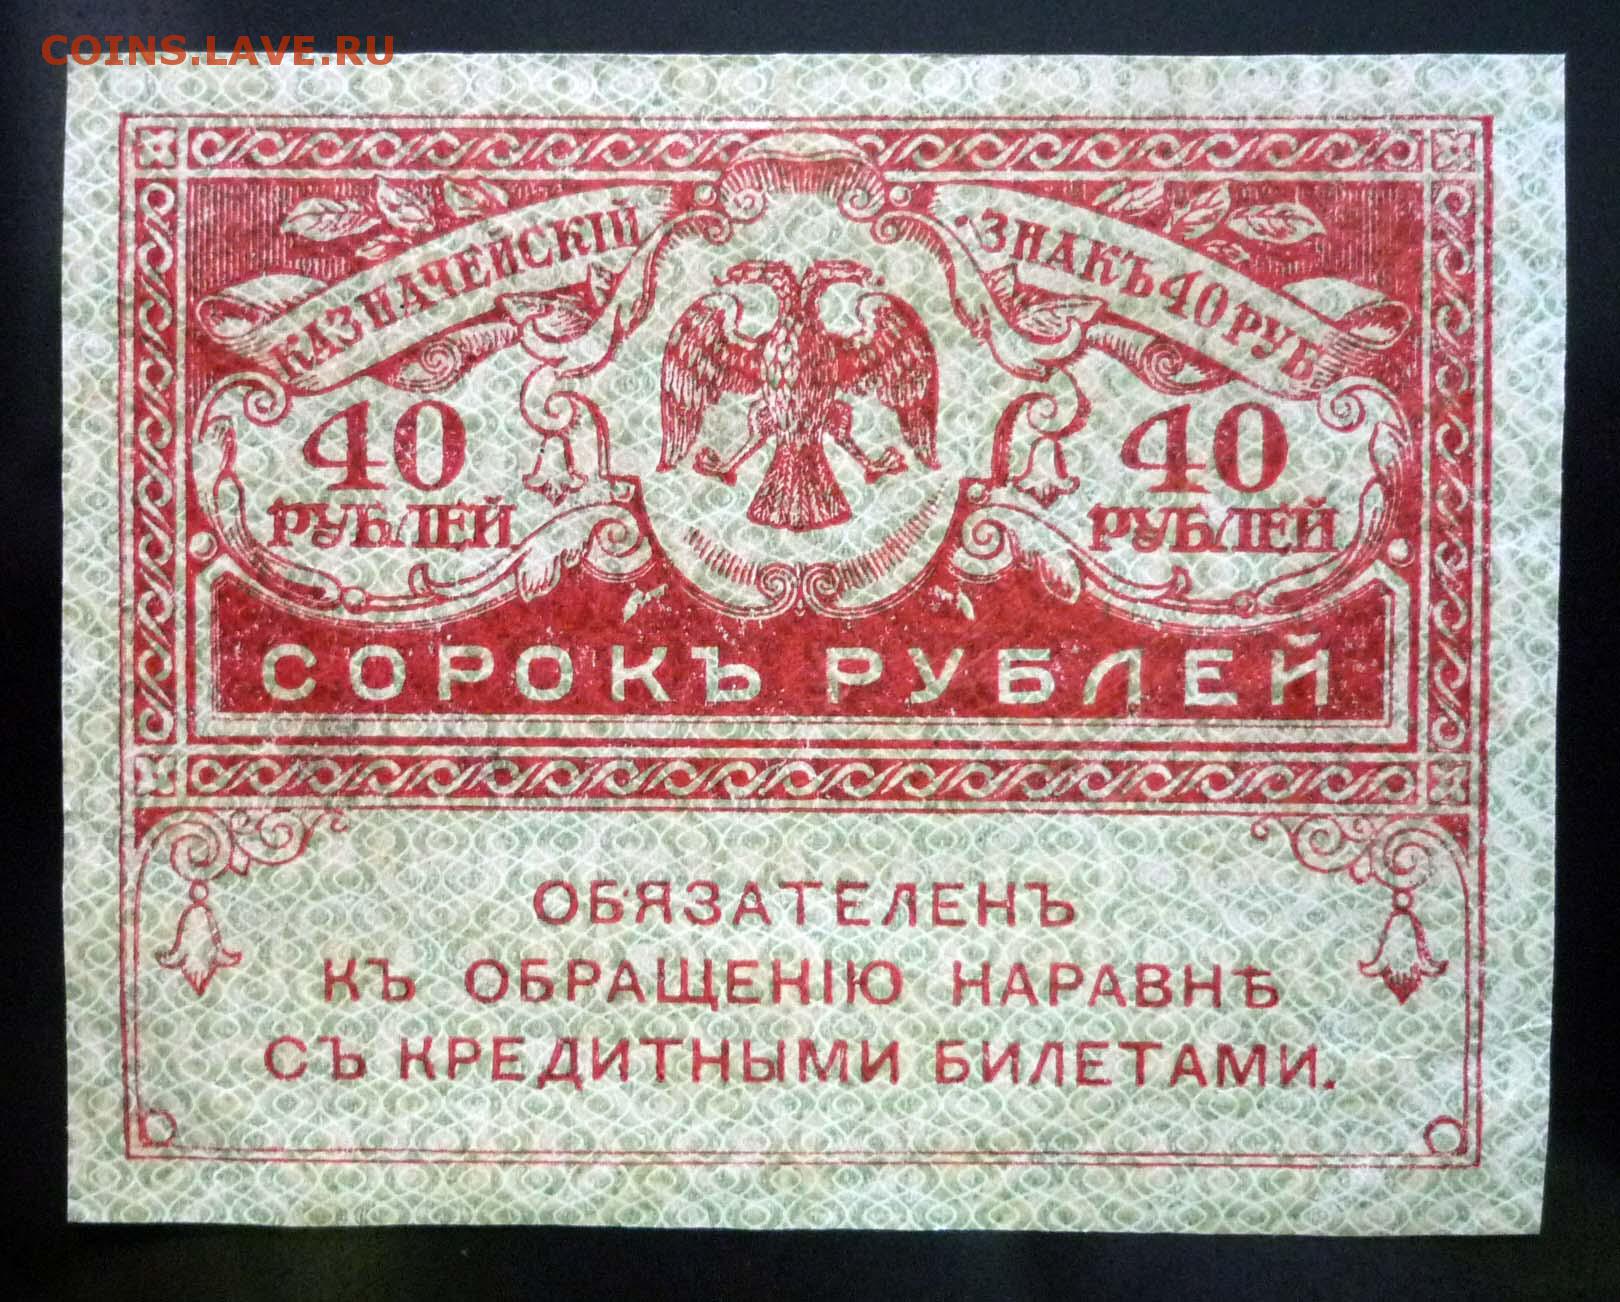 COINS.LAVE.RU
КАЗНАЧЕЙСКІЙ ЗНАКЪ 40 РУБ
40 40
РУБЛЕЙ РУБЛЕЙ
СОРОКЪ РУБЛЕЙ
ОБЯЗАТЕЛЕНЪ
КЪ ОБРАЩЕНІЮ НАРАВНѢ
СЪ КРЕДИТНЫМИ БИЛЕТАМИ.